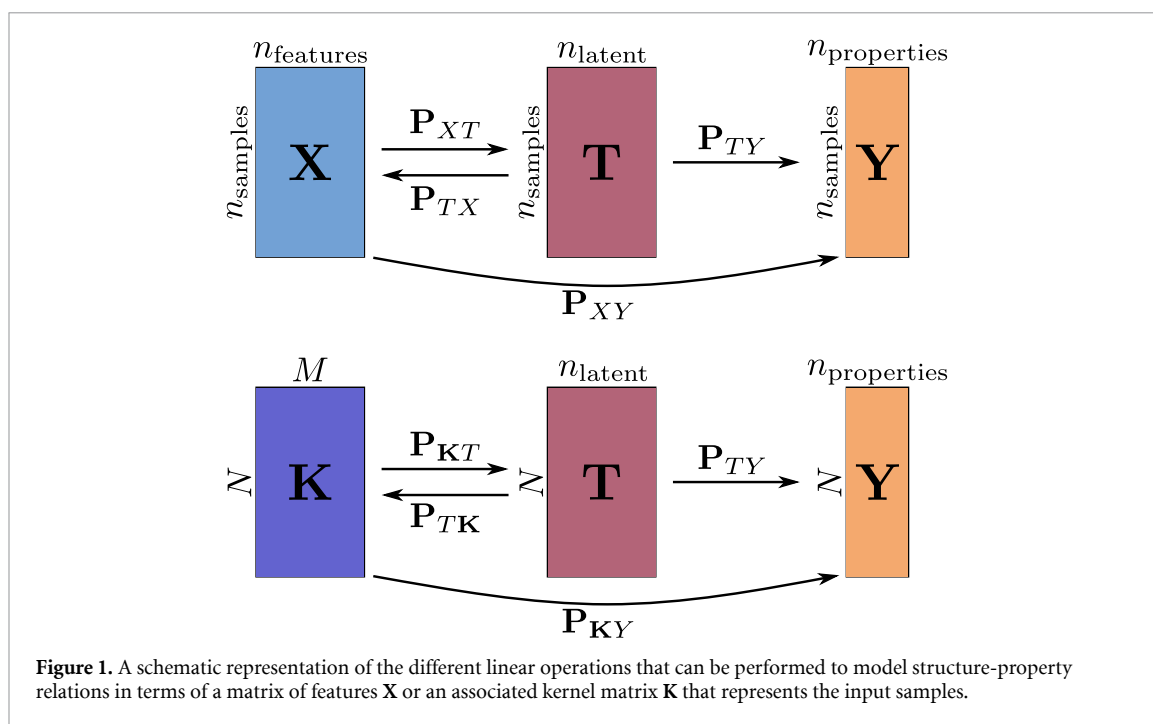 n_features n_latent n_properties
n_samples X P_XT P_TX n_samples T P_TY n_samples Y
P_XY
M n_latent n_properties
N K P_KT P_TK N T P_TY N Y
P_KY
Figure 1. A schematic representation of the different linear operations that can be performed to model structure-property
relations in terms of a matrix of features X or an associated kernel matrix K that represents the input samples.